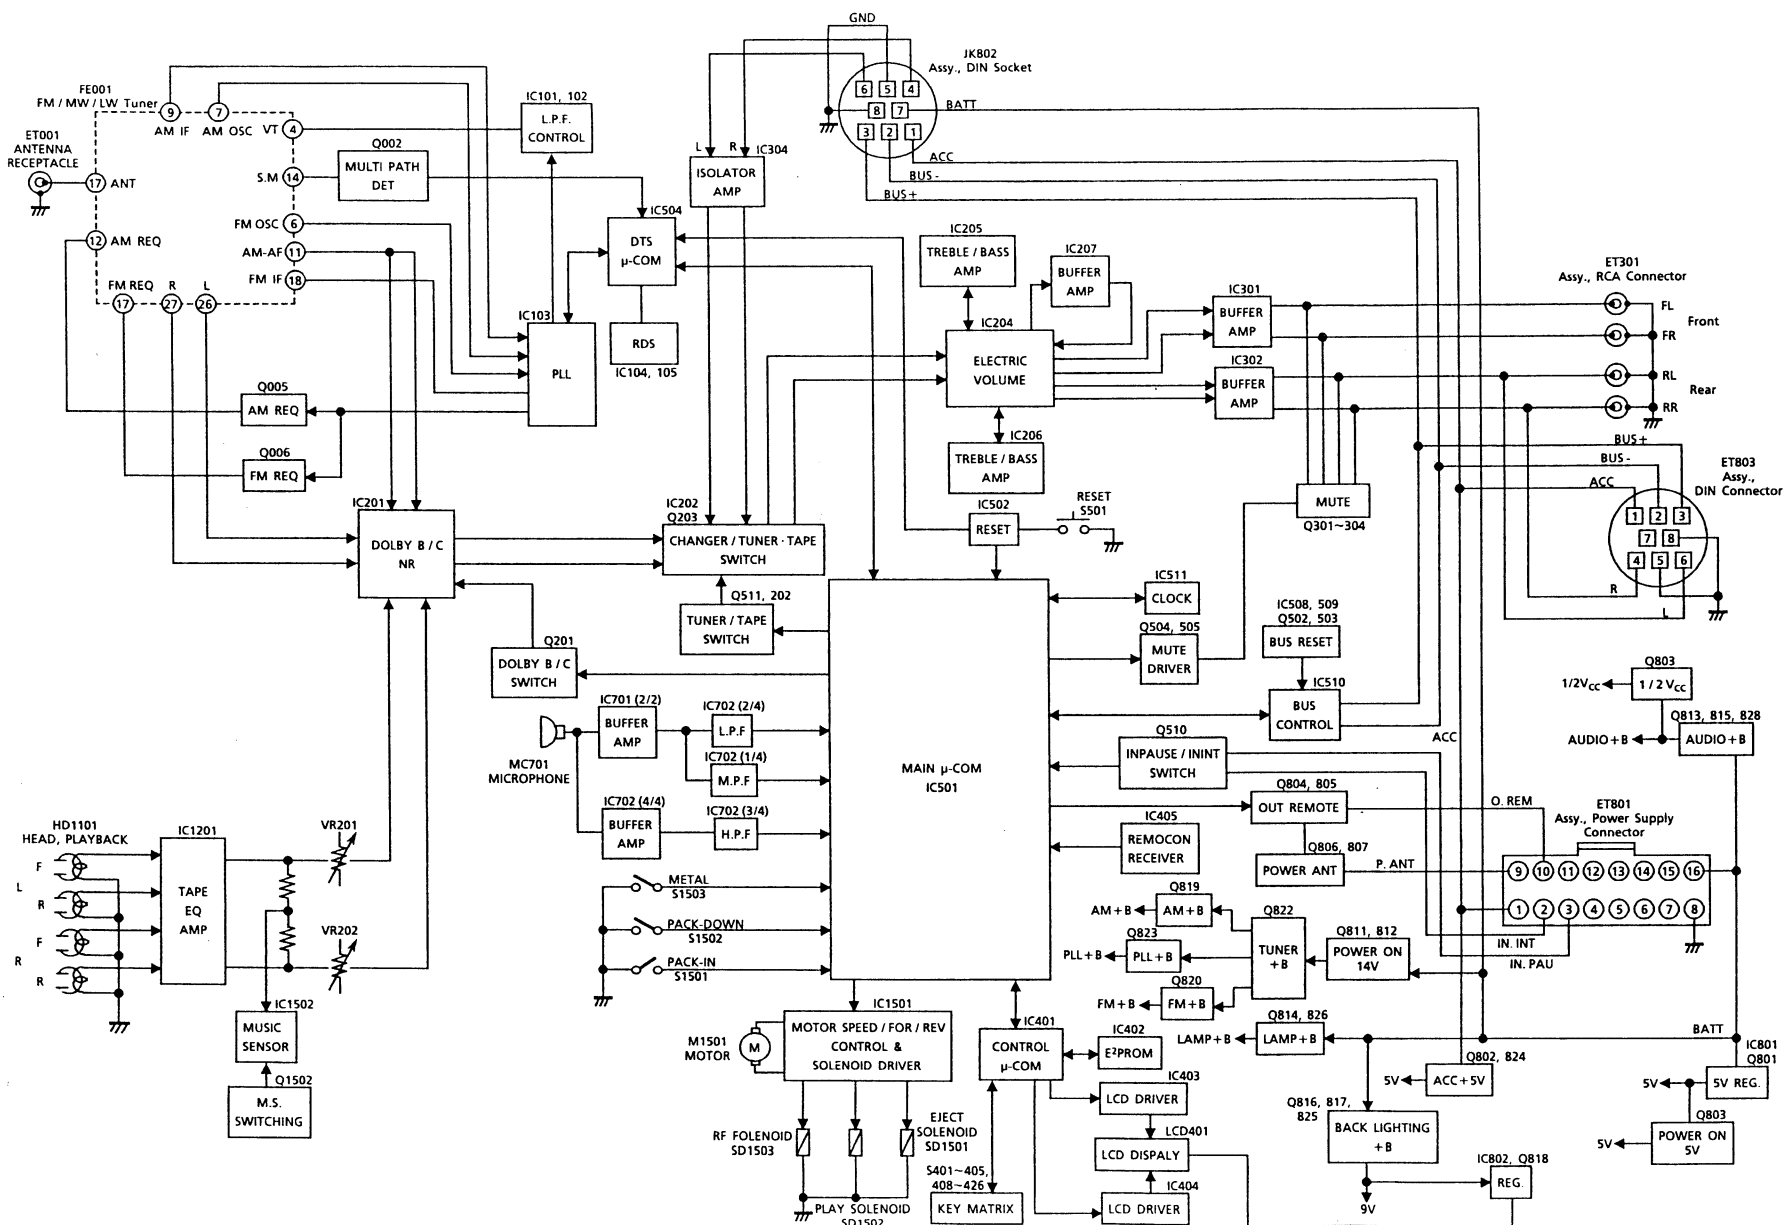 GND
JK802
Assy., DIN Socket
6 5 4
8 7
3 2 1
BATT
ACC
BUS -
BUS+
FE001
FM / MW / LW Tuner
9 7
AM IF AM OSC VT 4
ET001
ANTENNA
RECEPTACLE
17 ANT
S.M 14
FM OSC 6
12 AM REQ
AM-AF 11
FM IF 18
FM REQ R L
17 27 26
IC101, 102
L.P.F.
CONTROL
Q002
MULTI PATH
DET
L R IC304
ISOLATOR
AMP
IC504
DTS
μ-COM
IC103
PLL
RDS
IC104, 105
Q005
AM REQ
Q006
FM REQ
IC205
TREBLE / BASS
AMP
IC207
BUFFER
AMP
IC204
ELECTRIC
VOLUME
IC206
TREBLE / BASS
AMP
IC301
BUFFER
AMP
IC302
BUFFER
AMP
ET301
Assy., RCA Connector
FL
Front
FR
RL
Rear
RR
MUTE
Q301~304
BUS+
BUS -
ACC
ET803
Assy.,
DIN Connector
1 2 3
7 8
4 5 6
R
L
IC201
DOLBY B / C
NR
IC202
Q203
CHANGER / TUNER · TAPE
SWITCH
IC502
RESET
RESET
S501
Q511, 202
TUNER / TAPE
SWITCH
Q201
DOLBY B / C
SWITCH
IC511
CLOCK
Q504, 505
MUTE
DRIVER
IC508, 509
Q502, 503
BUS RESET
IC510
BUS
CONTROL
ACC
Q510
INPAUSE / ININT
SWITCH
Q803
1/2VCC
1 / 2 VCC
Q813, 815, 828
AUDIO+B
AUDIO+B
MC701
MICROPHONE
IC701 (2/2)
BUFFER
AMP
IC702 (2/4)
L.P.F
IC702 (1/4)
M.P.F
IC702 (4/4)
BUFFER
AMP
IC702 (3/4)
H.P.F
MAIN μ-COM
IC501
Q804, 805
OUT REMOTE
O. REM
Q806, 807
POWER ANT
P. ANT
ET801
Assy., Power Supply
Connector
9 10 11 12 13 14 15 16
1 2 3 4 5 6 7 8
IN. INT
IN. PAU
IC405
REMOCON
RECEIVER
HD1101
HEAD, PLAYBACK
F
L
R
F
R
R
IC1201
TAPE
EQ
AMP
VR201
VR202
METAL
S1503
PACK-DOWN
S1502
PACK-IN
S1501
Q819
AM+B
AM+B
Q823
PLL+B
PLL+B
Q820
FM+B
FM+B
Q822
TUNER
+B
Q811, 812
POWER ON
14V
Q814, 826
LAMP+B
LAMP+B
BATT
IC1502
MUSIC
SENSOR
Q1502
M.S.
SWITCHING
M1501
MOTOR
M
IC1501
MOTOR SPEED / FOR / REV
CONTROL &
SOLENOID DRIVER
RF FOLENOID
SD1503
EJECT
SOLENOID
SD1501
PLAY SOLENOID
SD1502
IC401
CONTROL
μ-COM
IC402
E²PROM
IC403
LCD DRIVER
LCD401
LCD DISPALY
IC404
LCD DRIVER
S401~405,
408~426
KEY MATRIX
Q802, 824
5V
ACC+5V
IC801
Q801
5V
5V REG.
Q803
5V
POWER ON
5V
Q816, 817,
825
BACK LIGHTING
+B
9V
IC802, Q818
REG.